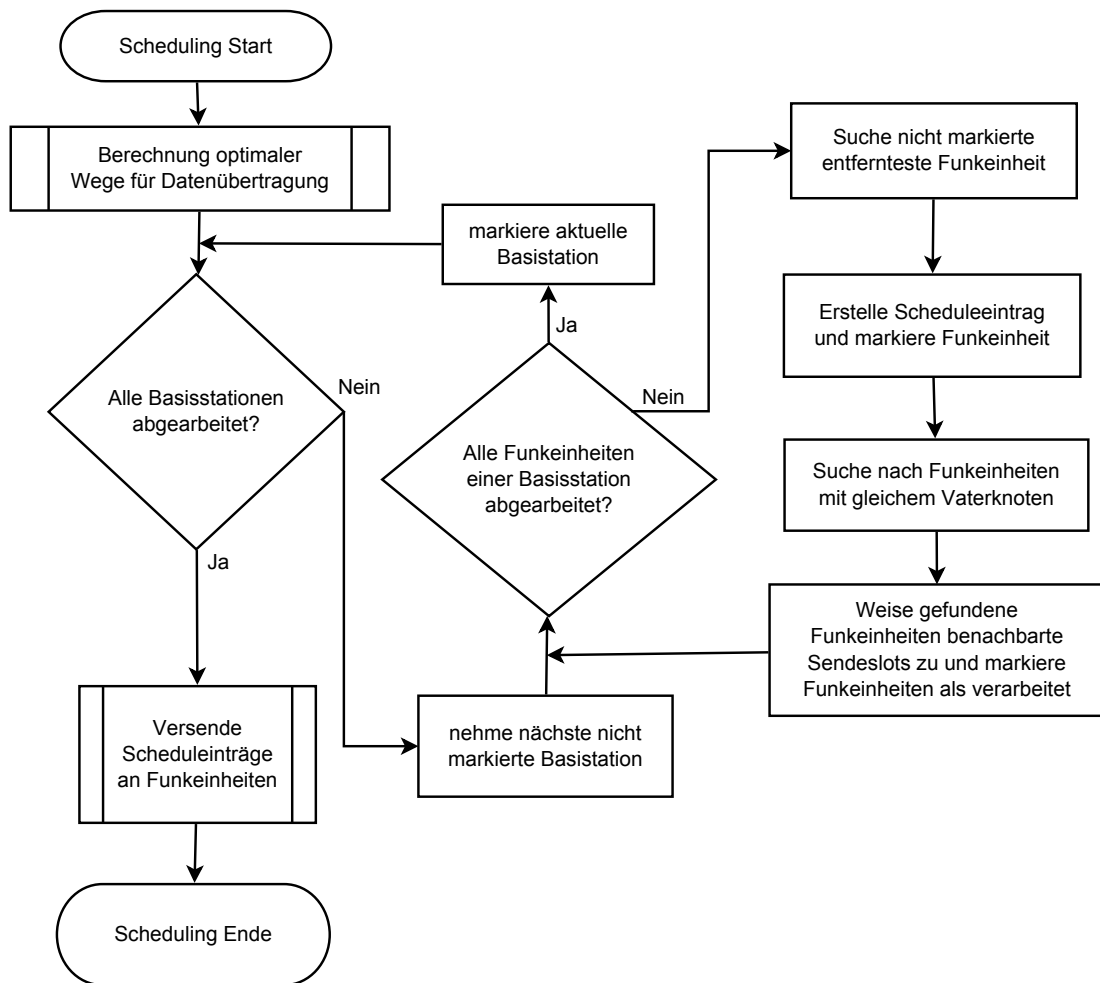 Scheduling Start
Berechnung optimaler
Wege für Datenübertragung
Alle Basisstationen
abgearbeitet?
Nein
Ja
Versende
Scheduleinträge
an Funkeinheiten
Scheduling Ende
markiere aktuelle
Basistation
Ja
Alle Funkeinheiten
einer Basisstation
abgearbeitet?
Nein
nehme nächste nicht
markierte Basistation
Suche nicht markierte
entfernteste Funkeinheit
Erstelle Scheduleeintrag
und markiere Funkeinheit
Suche nach Funkeinheiten
mit gleichem Vaterknoten
Weise gefundene
Funkeinheiten benachbarte
Sendeslots zu und markiere
Funkeinheiten als verarbeitet